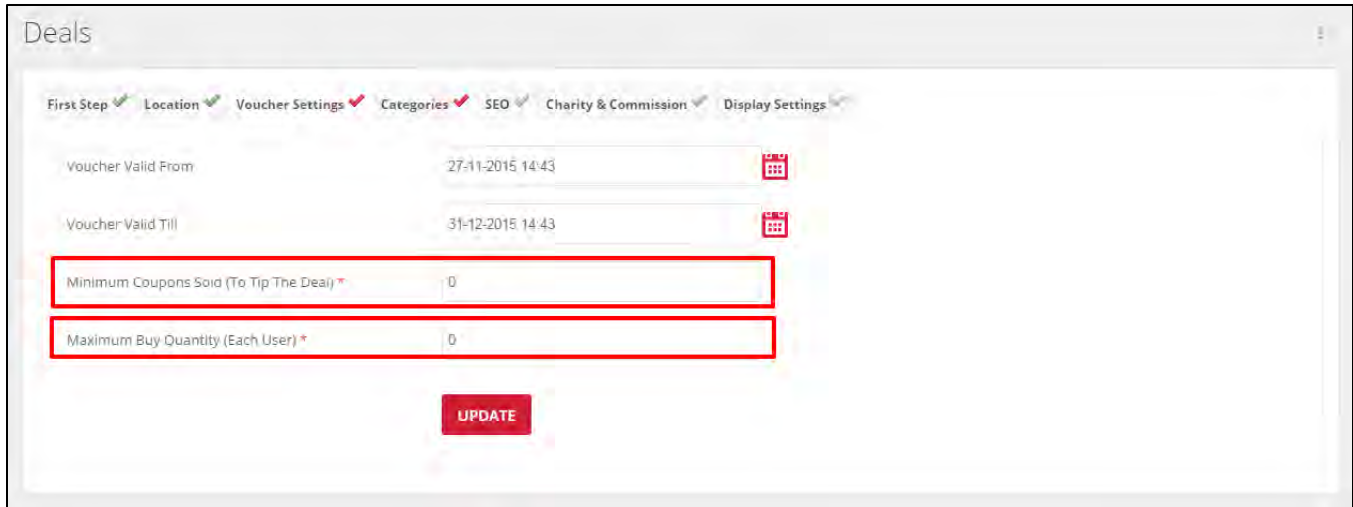 Deals
First Step Location Voucher Settings Categories SEO Charity & Commission Display Settings
Voucher Valid From 27-11-2015 14:43
Voucher Valid Till 31-12-2015 14:43
Minimum Coupons Sold (To Tip The Deal) * 0
Maximum Buy Quantity (Each User) * 0
UPDATE